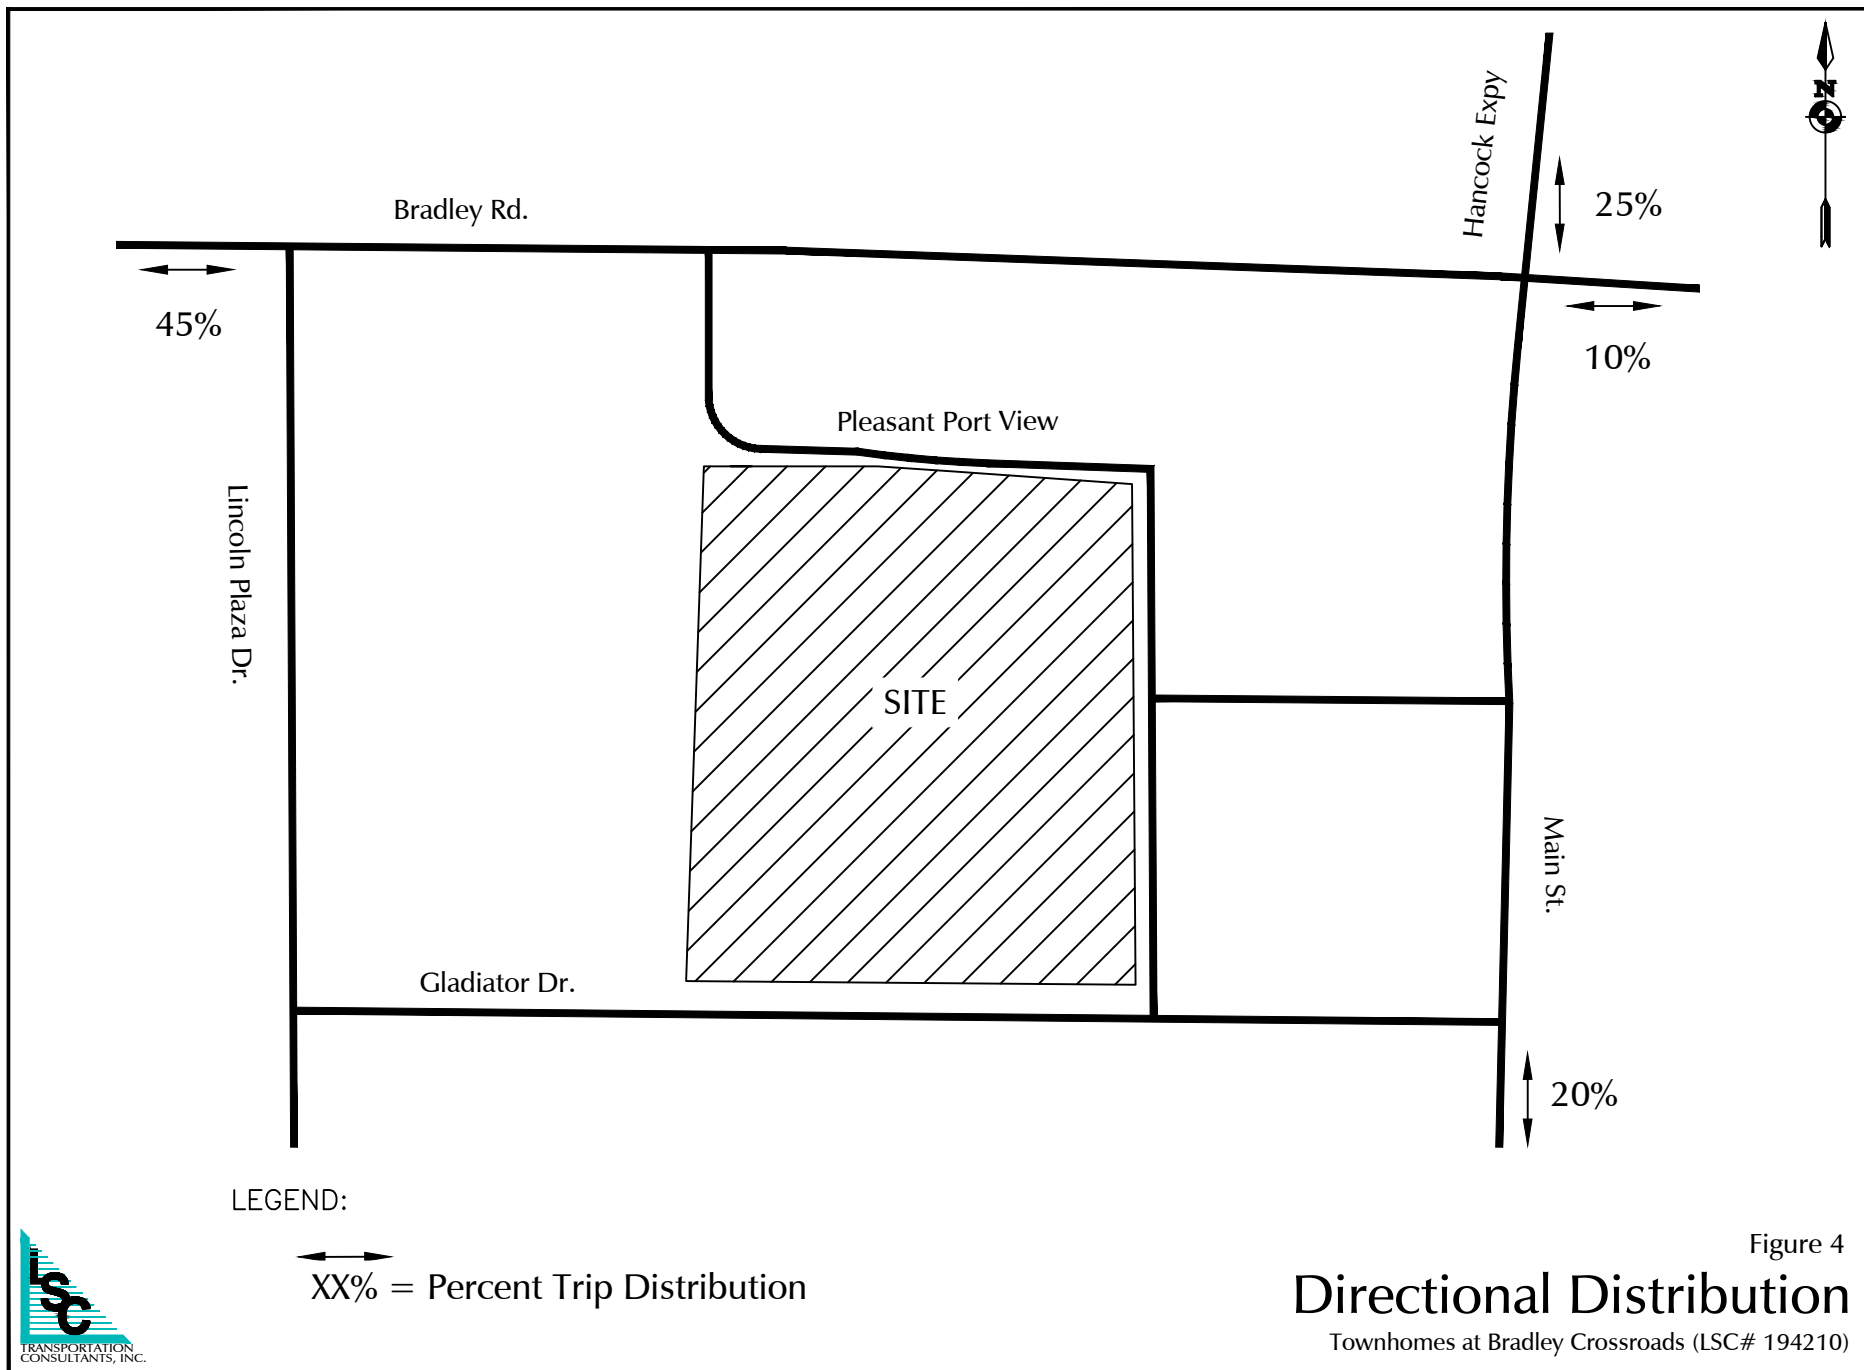 N
Hancock Expy
25%
Bradley Rd.
45%
10%
Pleasant Port View
Lincoln Plaza Dr.
SITE
Main St.
Gladiator Dr.
20%
LEGEND:
XX% = Percent Trip Distribution
Figure 4
Directional Distribution
Townhomes at Bradley Crossroads (LSC# 194210)
LSC
TRANSPORTATION
CONSULTANTS, INC.